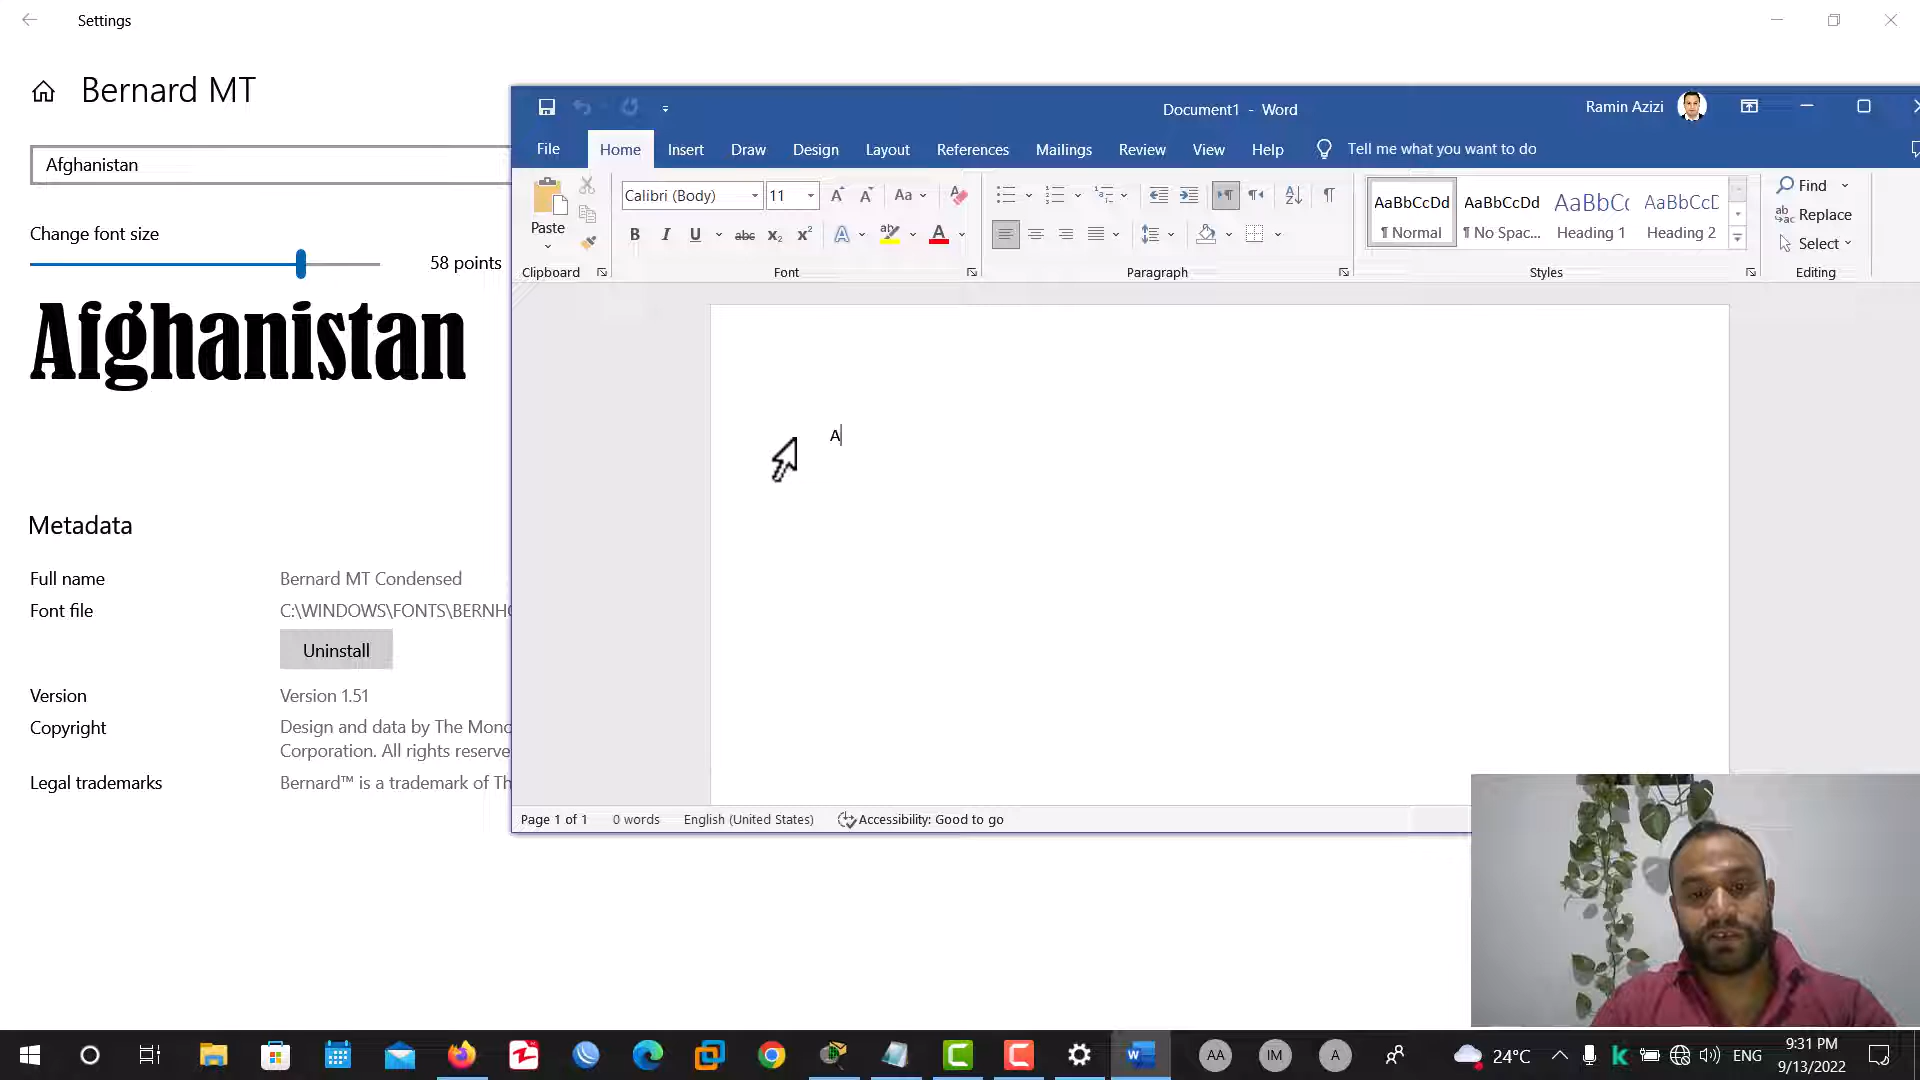 Settings
Bernard MT
Afghanistan
Change font size
58 points
Afghanistan
Metadata
Full name
Bernard MT Condensed
Font file
C:\WINDOWS\FONTS\BERNH
Uninstall
Version
Version 1.51
Copyright
Design and data by The Mono
Corporation. All rights reserve
Legal trademarks
Bernard™ is a trademark of Th
Document1 - Word
Ramin Azizi
File Home Insert Draw Design Layout References Mailings Review View Help Tell me what you want to do
Paste
Clipboard
Calibri (Body) 11
Aa
B I U abc x₂ x²
A ab A
Font
Paragraph
AaBbCcDd AaBbCcDd AaBbCc AaBbCcD
¶ Normal ¶ No Spac... Heading 1 Heading 2
Styles
Find
Replace
Select
Editing
A
Page 1 of 1 0 words English (United States) Accessibility: Good to go
AA IM A
24°C
ENG
9:31 PM
9/13/2022